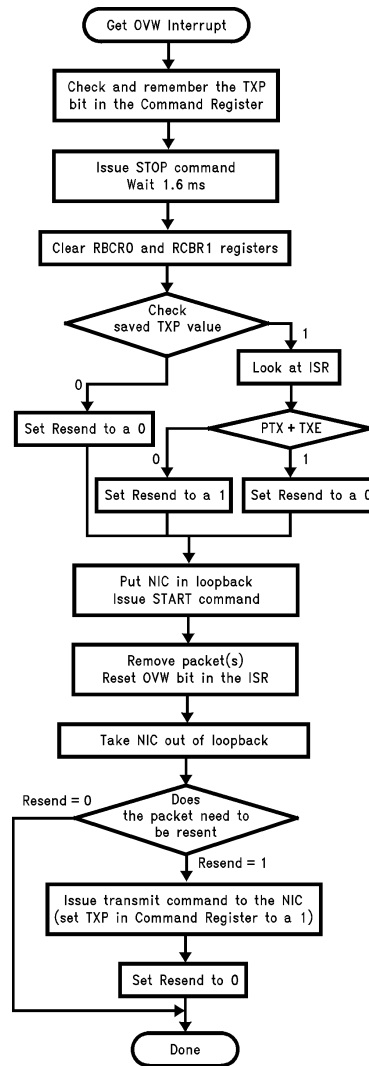 Get OVW Interrupt
Check and remember the TXP
bit in the Command Register
Issue STOP command
Wait 1.6 ms
Clear RBCR0 and RCBR1 registers
Check
saved TXP value
1
0
Look at ISR
Set Resend to a 0
PTX + TXE
0
1
Set Resend to a 1
Set Resend to a 0
Put NIC in loopback
Issue START command
Remove packet(s)
Reset OVW bit in the ISR
Take NIC out of loopback
Resend = 0
Does
the packet need to
be resent
Resend = 1
Issue transmit command to the NIC
(set TXP in Command Register to a 1)
Set Resend to 0
Done